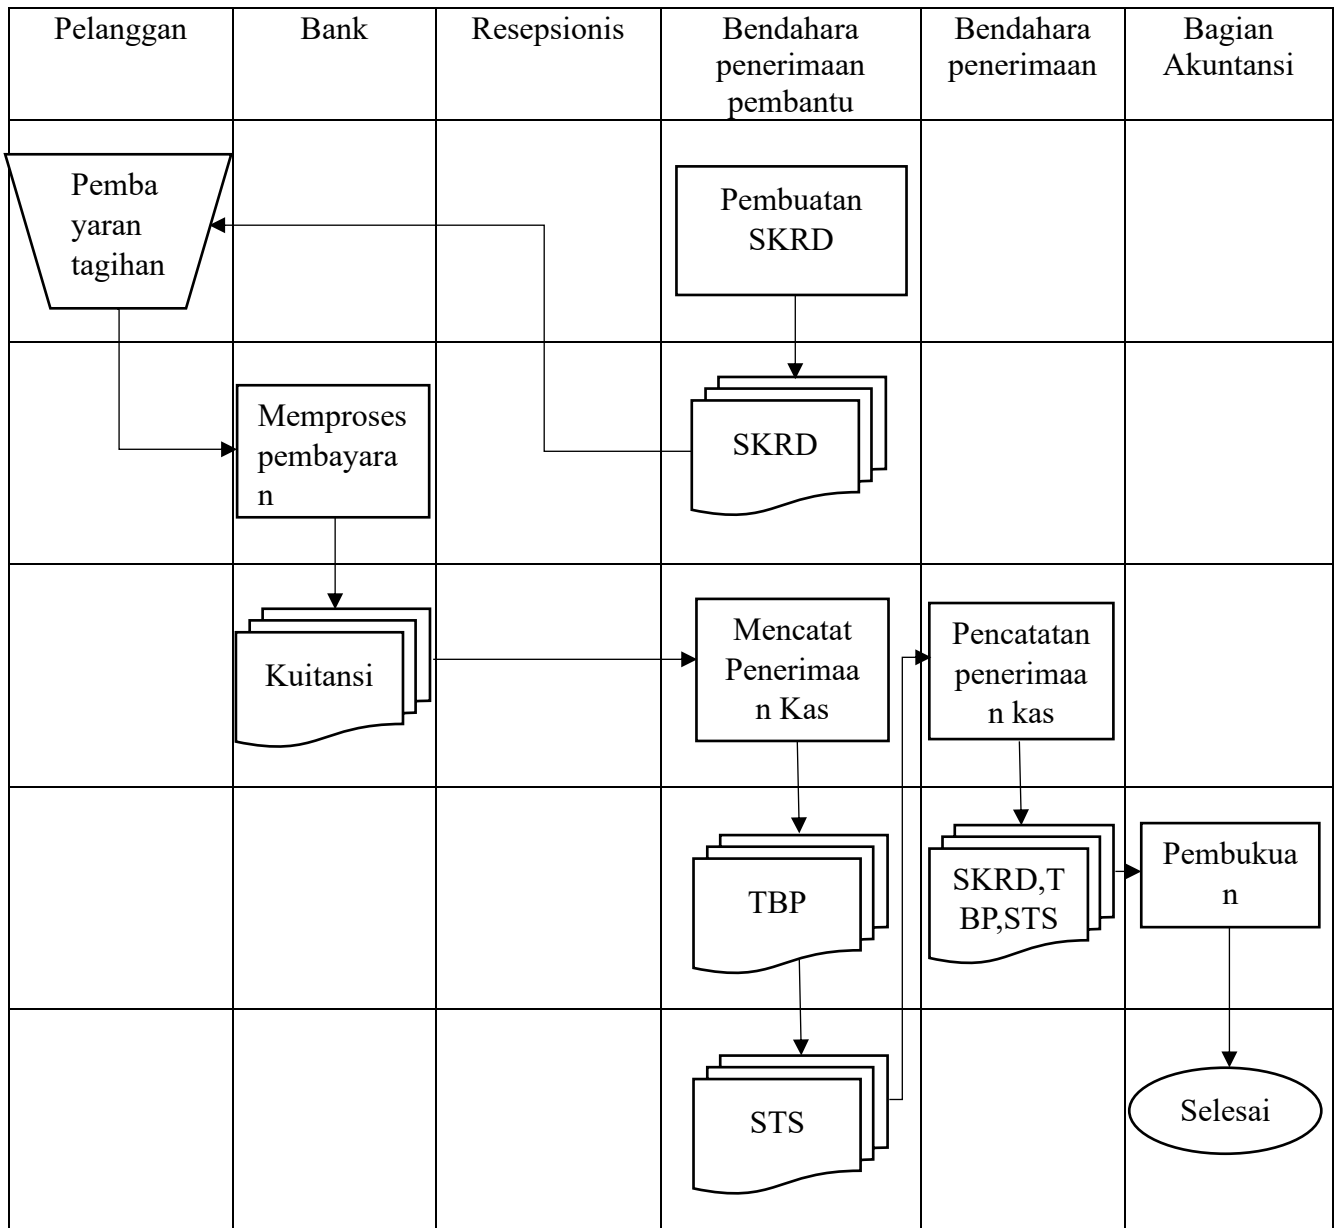 Pelanggan
Bank
Resepsionis
Bendahara
penerimaan
pembantu
Bendahara
penerimaan
Bagian
Akuntansi
Pemba
yaran
tagihan
Pembuatan
SKRD
Memproses
pembayara
n
SKRD
Kuitansi
Mencatat
Penerimaa
n Kas
Pencatatan
penerimaa
n kas
TBP
SKRD,T
BP,STS
Pembukua
n
STS
Selesai